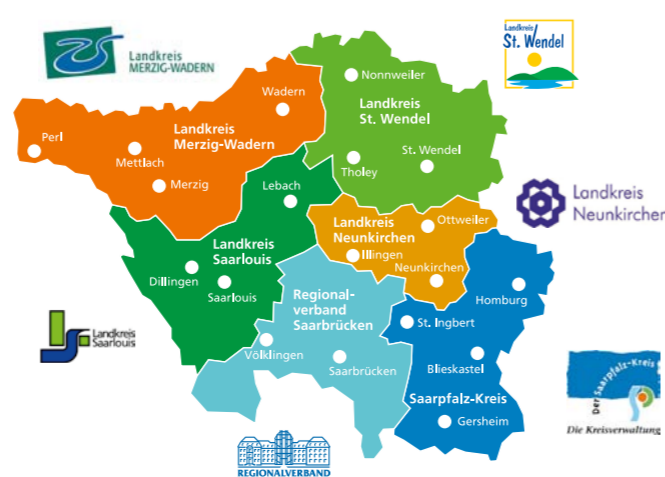 Landkreis
MERZIG-WADERN
Landkreis
St. Wendel
Nonnweiler
Landkreis
St. Wendel
Wadern
Landkreis
Merzig-Wadern
Perl
Mettlach
Merzig
Tholey
St. Wendel
Lebach
Landkreis
Neunkirchen
Ottweiler
Landkreis
Neunkirchen
Illingen
Neunkirchen
Landkreis
Saarlouis
Dillingen
Saarlouis
Regional-
verband
Saarbrücken
Homburg
St. Ingbert
Landkreis
Saarlouis
Völklingen
Saarbrücken
Blieskastel
Saarpfalz-Kreis
Gersheim
Der Saarpfalz-Kreis
Die Kreisverwaltung
REGIONALVERBAND